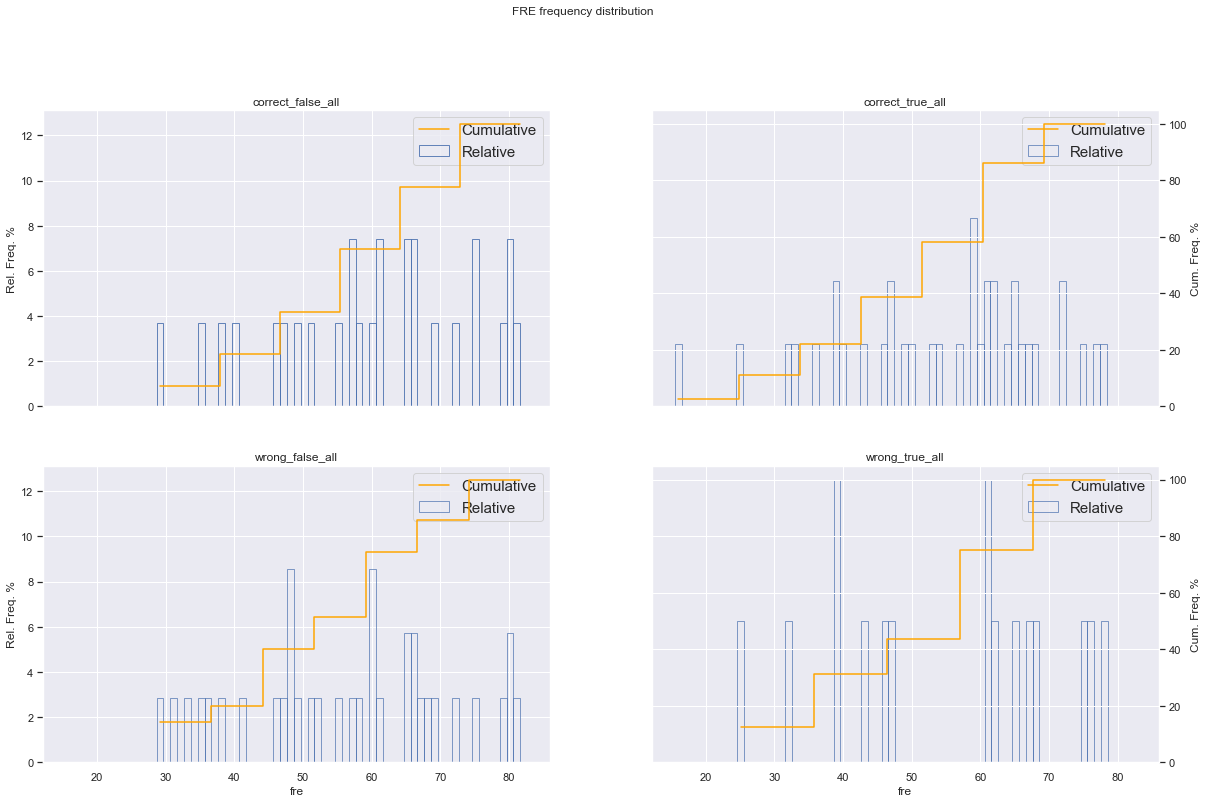 FRE frequency distribution
correct_false_all
Cumulative
Relative
Rel. Freq. %
12
10
8
6
4
2
0
correct_true_all
Cumulative
Relative
Cum. Freq. %
100
80
60
40
20
0
wrong_false_all
Cumulative
Relative
Rel. Freq. %
12
10
8
6
4
2
0
20 30 40 50 60 70 80
fre
wrong_true_all
Cumulative
Relative
Cum. Freq. %
100
80
60
40
20
0
20 30 40 50 60 70 80
fre